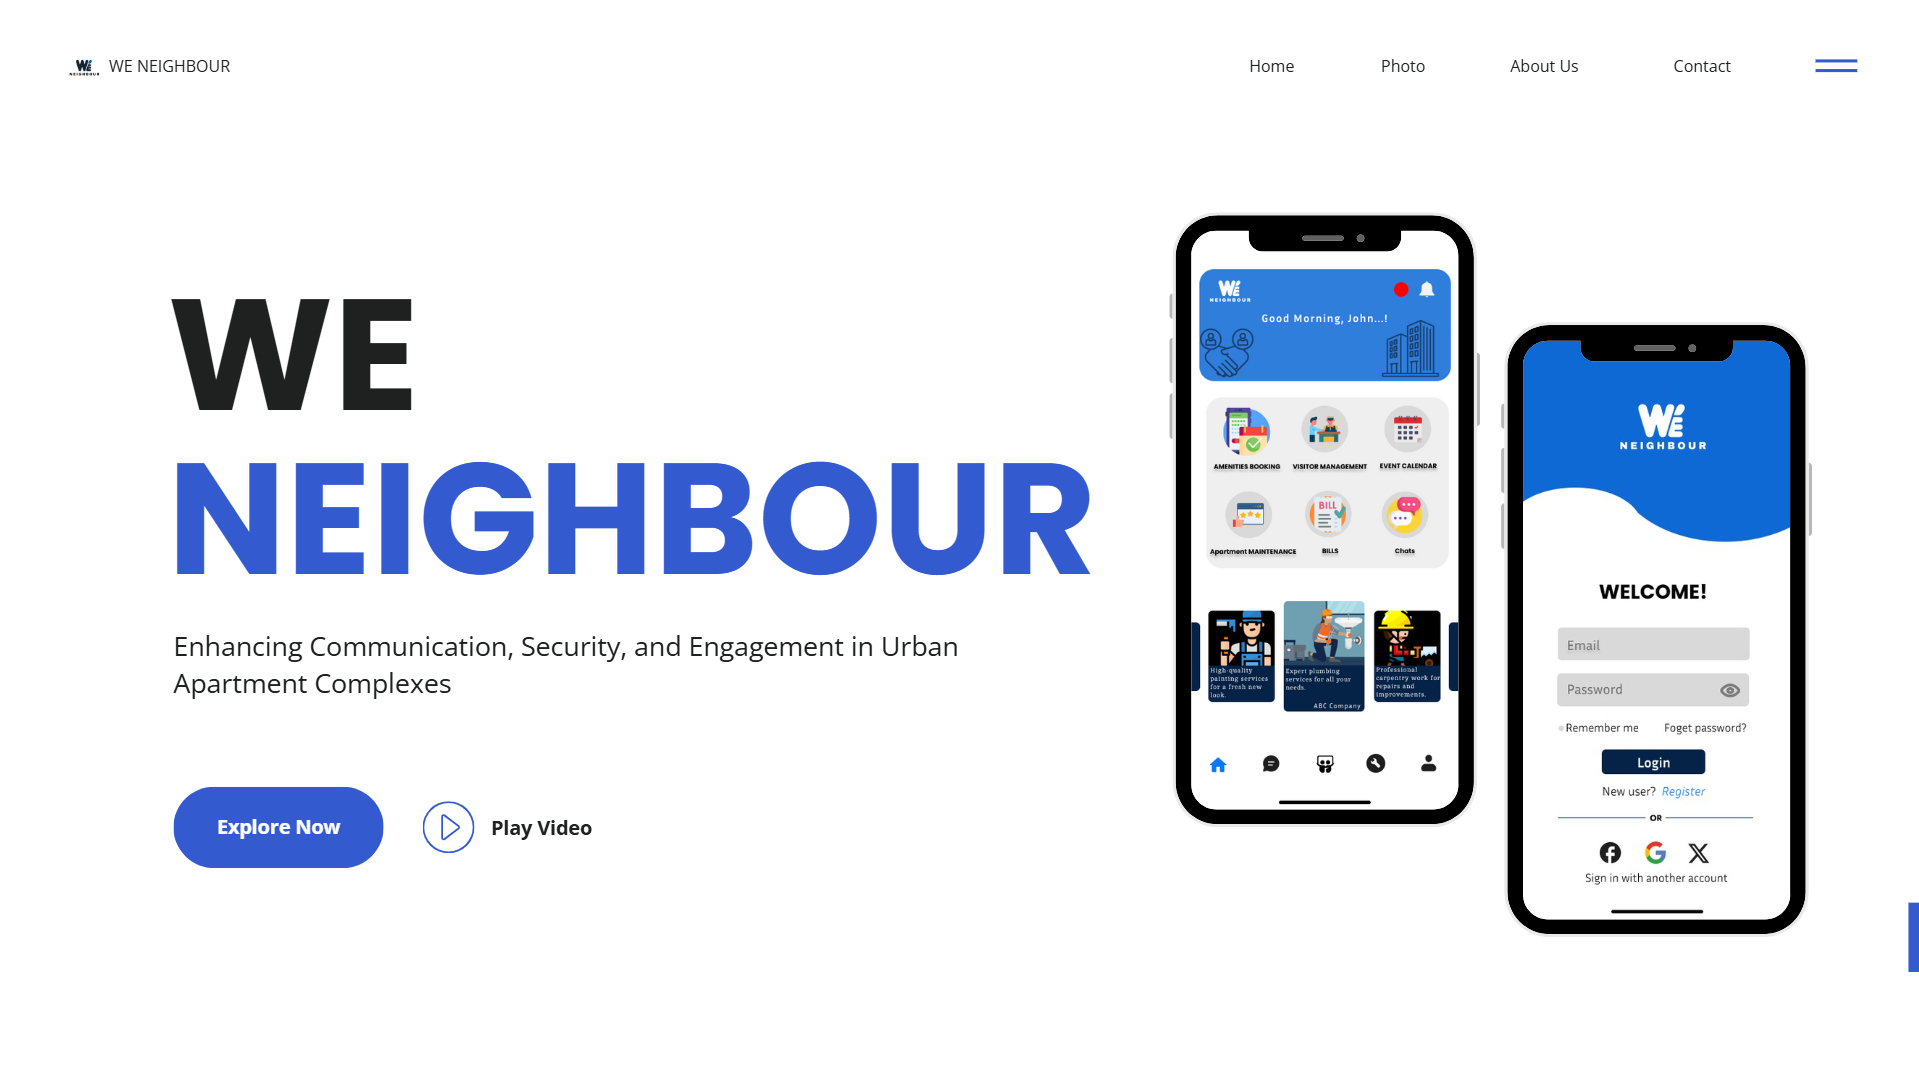 WE NEIGHBOUR
WE NEIGHBOUR
Home
Photo
About Us
Contact
WE
NEIGHBOUR
Enhancing Communication, Security, and Engagement in Urban
Apartment Complexes
Explore Now
Play Video
WE
NEIGHBOUR
Good Morning, John...!
AMENITIES BOOKING
VISITOR MANAGEMENT
EVENT CALENDAR
BILL
Apartment MAINTENANCE
BILLS
Chats
High-quality
painting services
for a fresh new
look.
Expert plombing
services for all your
needs.
ABC Company
Professional
carpentry work for
repairs and
improvements.
WE
NEIGHBOUR
WELCOME!
Email
Password
Remember me
Foget password?
Login
New user? Register
OR
Sign in with another account